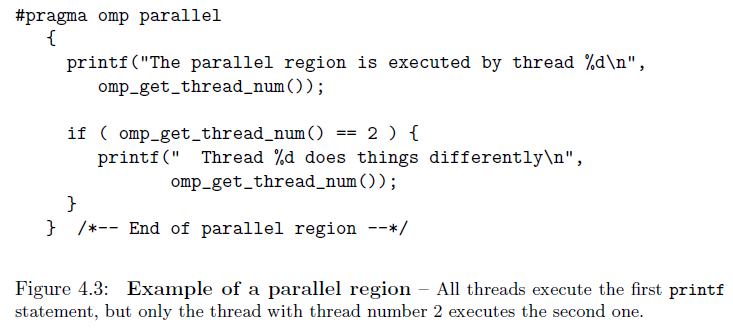 #pragma omp parallel
{
printf("The parallel region is executed by thread %d\n",
omp_get_thread_num());
if ( omp_get_thread_num() == 2 ) {
printf("  Thread %d does things differently\n",
omp_get_thread_num());
}
} /*-- End of parallel region --*/
Figure 4.3: Example of a parallel region – All threads execute the first printf
statement, but only the thread with thread number 2 executes the second one.